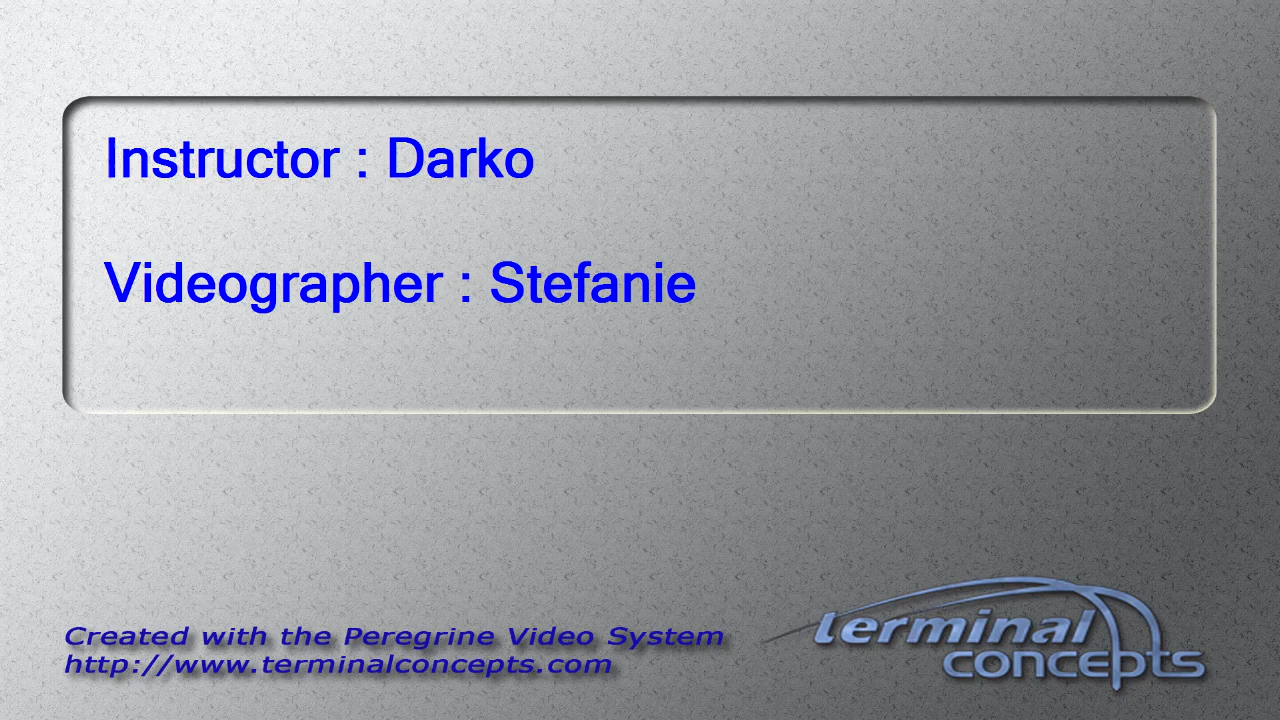 Instructor : Darko
Videographer : Stefanie
Created with the Peregrine Video System
http://www.terminalconcepts.com
terminal
concepts